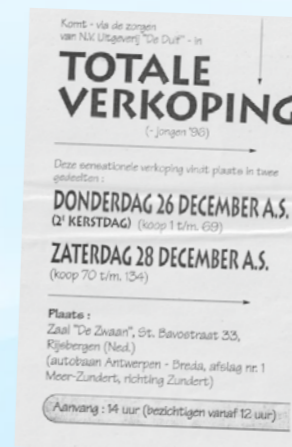 Komt - via de zorgen
van N.V. Uitgeverij "De Duif" - in
TOTALE
VERKOPING
(- jongen '96)
Deze sensationele verkoping vindt plaats in twee
gedeelten :
DONDERDAG 26 DECEMBER A.S.
(2e KERSTDAG) (koop 1 t/m. 69)
ZATERDAG 28 DECEMBER A.S.
(koop 70 t/m. 134)
Plaats :
Zaal "De Zwaan", St. Bavostraat 33,
Rijsbergen (Ned.)
(autobaan Antwerpen - Breda, afslag nr. 1
Meer-Zundert, richting Zundert)
Aanvang : 14 uur (bezichtigen vanaf 12 uur)